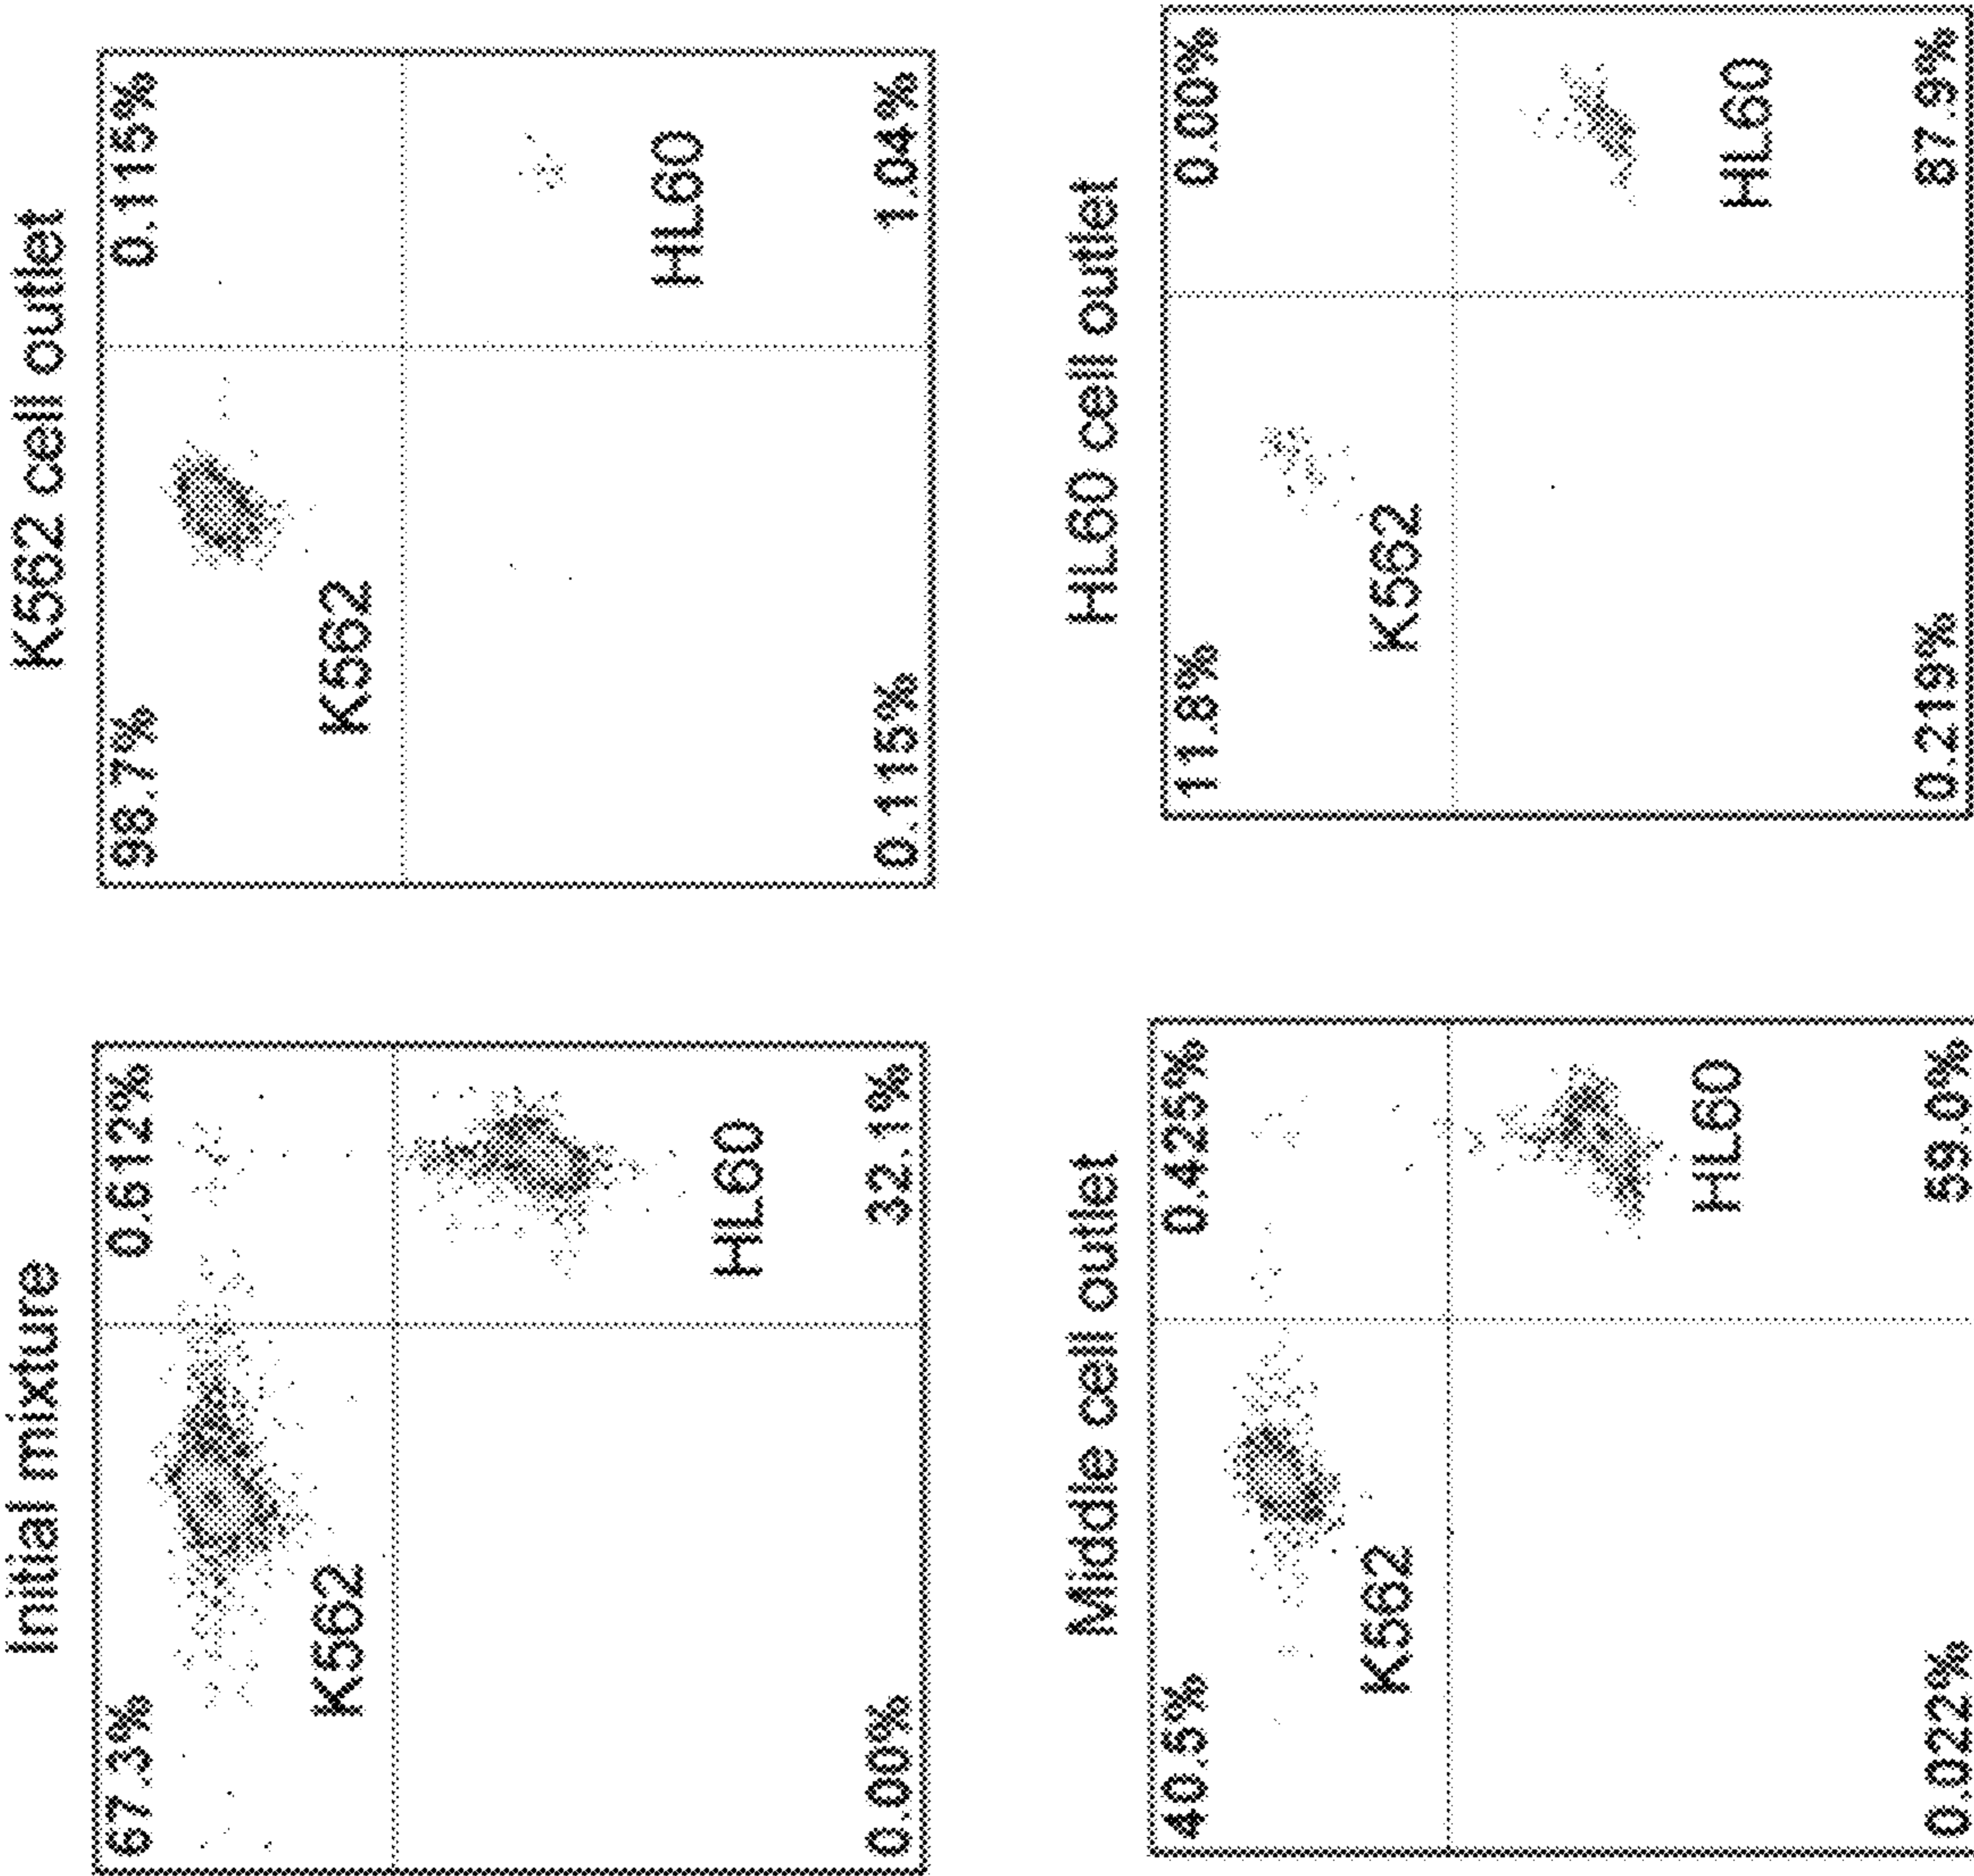 Initial mixture
67.3%
0.612%
K562
HL60
0.00%
32.1%
K562 cell outlet
98.7%
0.115%
K562
HL60
0.115%
1.04%
Middle cell outlet
40.5%
0.425%
K562
HL60
0.022%
59.0%
HL60 cell outlet
11.8%
0.00%
K562
HL60
0.219%
87.9%